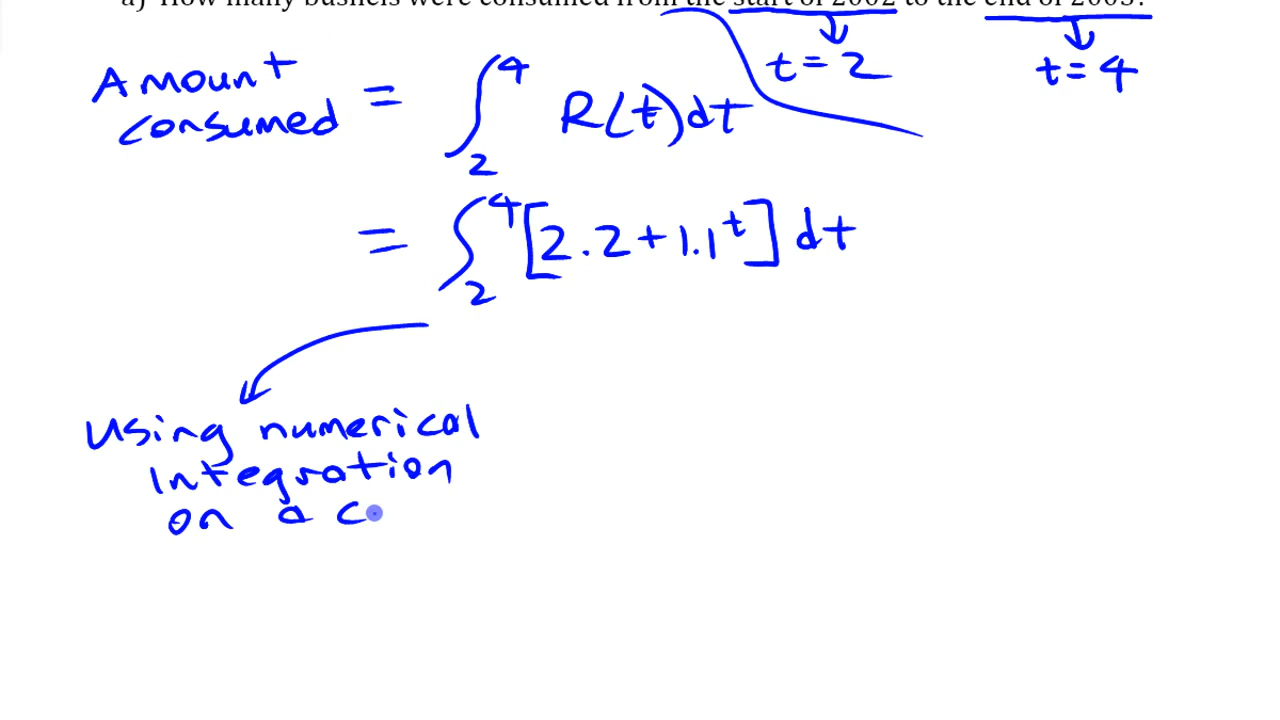 a) How many bushels were consumed from the start of 2002 to the end of 2003?
t = 2
t = 4
Amount consumed = ∫₂⁴ R(t)dt
= ∫₂⁴ [2.2 + 1.1ᵗ] dt
Using numerical
Integration
on a c